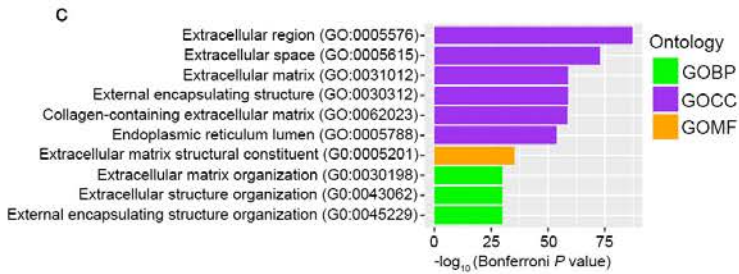 C
Extracellular region (GO:0005576)
Extracellular space (GO:0005615)
Extracellular matrix (GO:0031012)
External encapsulating structure (GO:0030312)
Collagen-containing extracellular matrix (GO:0062023)
Endoplasmic reticulum lumen (GO:0005788)
Extracellular matrix structural constituent (G0:0005201)
Extracellular matrix organization (G0:0030198)
Extracellular structure organization (G0:0043062)
External encapsulating structure organization (G0:0045229)
0 25 50 75
-log₁₀(Bonferroni P value)
Ontology
GOBP
GOCC
GOMF